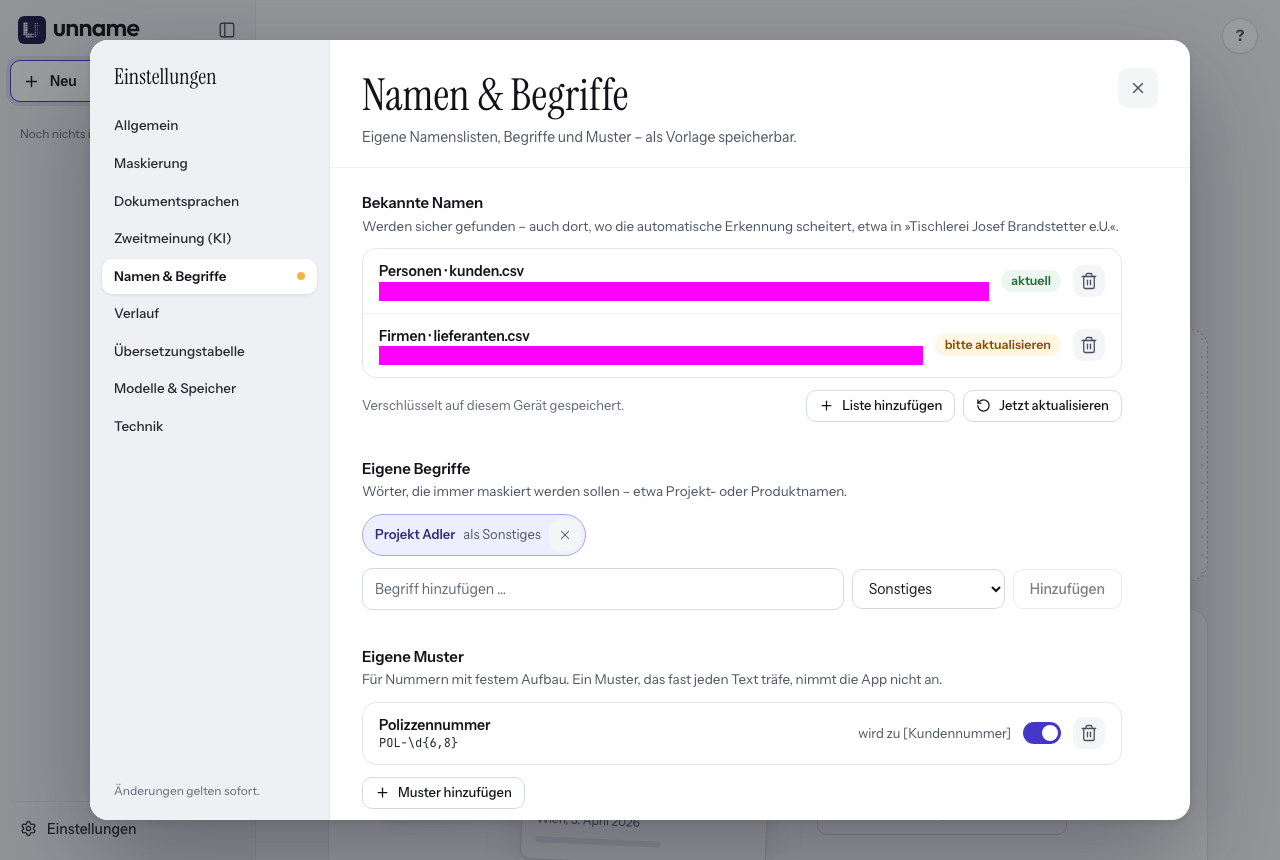 unname
?
Neu
Noch nichts
Einstellungen
Allgemein
Maskierung
Dokumentsprachen
Zweitmeinung (KI)
Namen & Begriffe
Verlauf
Übersetzungstabelle
Modelle & Speicher
Technik
Änderungen gelten sofort.
Einstellungen
Namen & Begriffe
Eigene Namenslisten, Begriffe und Muster – als Vorlage speicherbar.
Bekannte Namen
Werden sicher gefunden – auch dort, wo die automatische Erkennung scheitert, etwa in »Tischlerei Josef Brandstetter e.U.«.
Personen · kunden.csv
aktuell
Firmen · lieferanten.csv
bitte aktualisieren
Verschlüsselt auf diesem Gerät gespeichert.
Liste hinzufügen
Jetzt aktualisieren
Eigene Begriffe
Wörter, die immer maskiert werden sollen – etwa Projekt- oder Produktnamen.
Projekt Adler als Sonstiges
Begriff hinzufügen ...
Sonstiges
Hinzufügen
Eigene Muster
Für Nummern mit festem Aufbau. Ein Muster, das fast jeden Text träfe, nimmt die App nicht an.
Polizzennummer
POL-\d{6,8}
wird zu [Kundennummer]
Muster hinzufügen
Wien, 3. April 2026